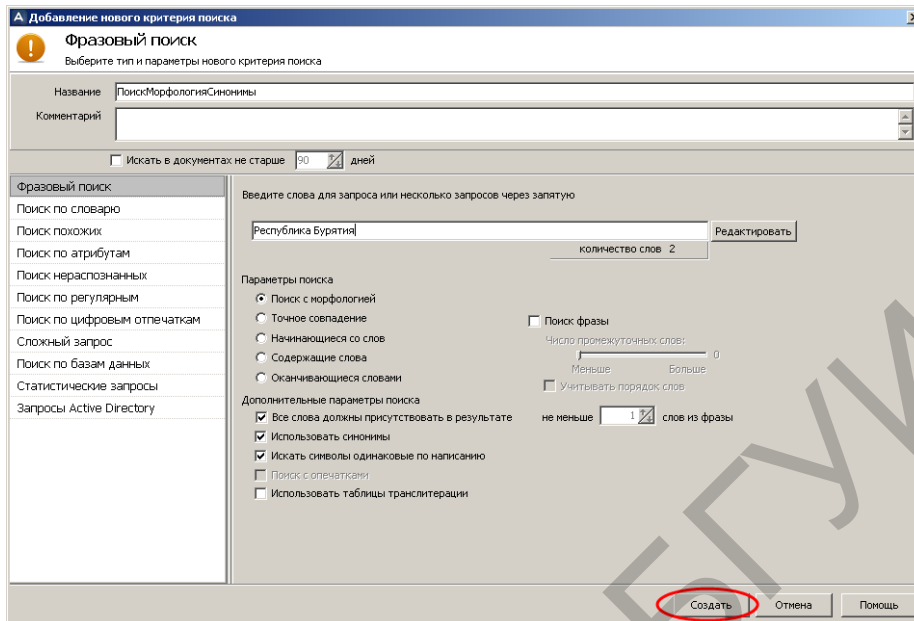 Добавление нового критерия поиска
Фразовый поиск
Выберите тип и параметры нового критерия поиска
Название ПоискМорфологияСинонимы
Комментарий
Искать в документах не старше 90 дней
Фразовый поиск
Поиск по словарю
Поиск похожих
Поиск по атрибутам
Поиск нераспознанных
Поиск по регулярным
Поиск по цифровым отпечаткам
Сложный запрос
Поиск по базам данных
Статистические запросы
Запросы Active Directory
Введите слова для запроса или несколько запросов через запятую
Республика Бурятия Редактировать
количество слов 2
Параметры поиска
Поиск с морфологией
Точное совпадение
Начинающиеся со слов
Содержащие слова
Оканчивающиеся словами
Поиск фразы
Число промежуточных слов:
0
Меньше Больше
Учитывать порядок слов
Дополнительные параметры поиска
Все слова должны присутствовать в результате не меньше 1 слов из фразы
Использовать синонимы
Искать символы одинаковые по написанию
Поиск с опечатками
Использовать таблицы транслитерации
Создать Отмена Помощь
БГУИ